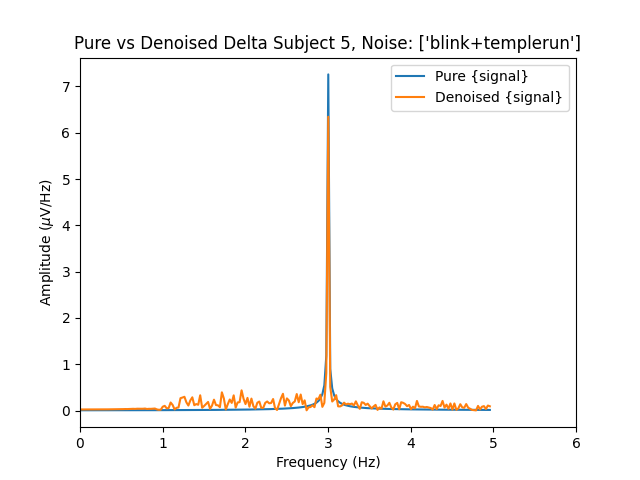 Pure vs Denoised Delta Subject 5, Noise: ['blink+templerun']
Pure {signal}
Denoised {signal}
Amplitude (μV/Hz)
7
6
5
4
3
2
1
0
0 1 2 3 4 5 6
Frequency (Hz)